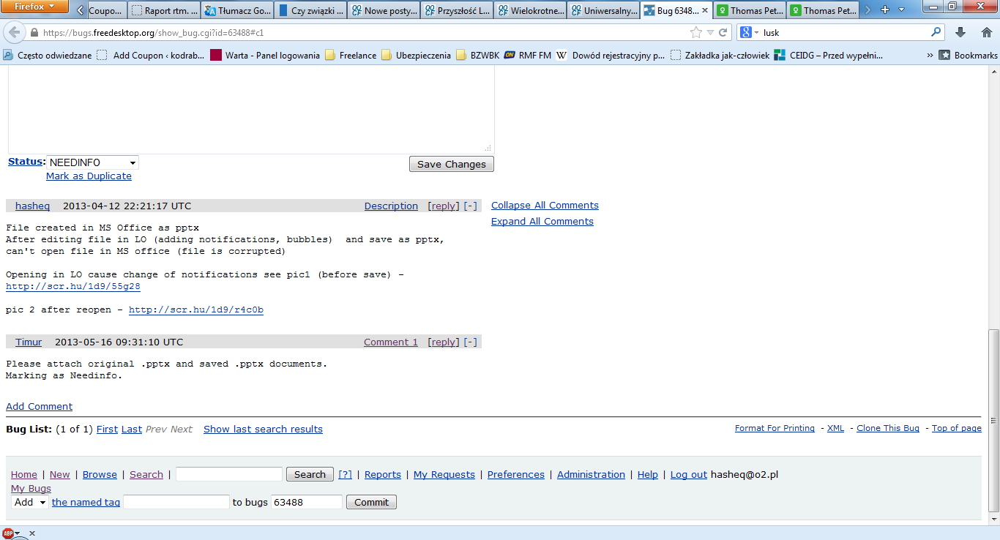 Firefox
Coupo... Raport rtm. ... Tłumacz Go... Czy związki ... Nowe posty... Przyszłość L... Wielokrotne... Uniwersalny... Bug 6348... Thomas Pet... Thomas Pet...
https://bugs.freedesktop.org/show_bug.cgi?id=63488#c1 lusk
Często odwiedzane Add Coupon ‹ kodrab... Warta - Panel logowania Freelance Ubezpieczenia BZWBK RMF FM Dowód rejestracyjny p... Zakładka jak-człowiek CEIDG – Przed wypełni... » Bookmarks
Status: NEEDINFO Save Changes
Mark as Duplicate
hasheq 2013-04-12 22:21:17 UTC Description [reply] [-] Collapse All Comments
Expand All Comments
File created in MS Office as pptx
After editing file in LO (adding notifications, bubbles)  and save as pptx,
can't open file in MS office (file is corrupted)
Opening in LO cause change of notifications see pic1 (before save) -
http://scr.hu/1d9/55g28
pic 2 after reopen - http://scr.hu/1d9/r4c0b
Timur 2013-05-16 09:31:10 UTC Comment 1 [reply] [-]
Please attach original .pptx and saved .pptx documents.
Marking as Needinfo.
Add Comment
Bug List: (1 of 1) First Last Prev Next Show last search results Format For Printing - XML - Clone This Bug - Top of page
Home | New | Browse | Search | Search [?] | Reports | My Requests | Preferences | Administration | Help | Log out hasheq@o2.pl
My Bugs
Add the named tag to bugs 63488 Commit
ABP